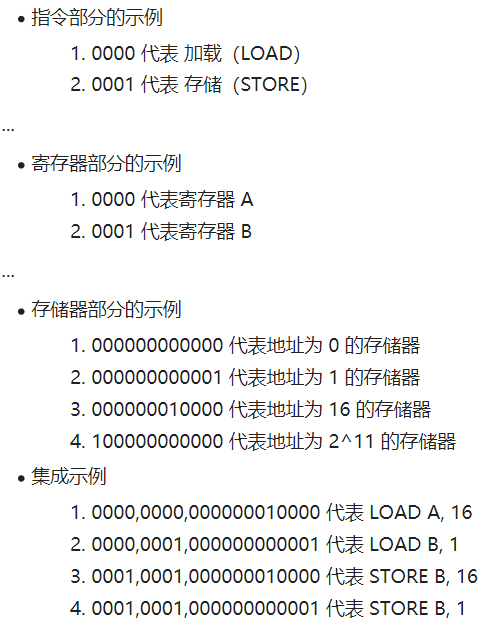 • 指令部分的示例
1. 0000 代表 加载（LOAD）
2. 0001 代表 存储（STORE）
...
• 寄存器部分的示例
1. 0000 代表寄存器 A
2. 0001 代表寄存器 B
...
• 存储器部分的示例
1. 000000000000 代表地址为 0 的存储器
2. 000000000001 代表地址为 1 的存储器
3. 000000010000 代表地址为 16 的存储器
4. 100000000000 代表地址为 2^11 的存储器
• 集成示例
1. 0000,0000,000000010000 代表 LOAD A, 16
2. 0000,0001,000000000001 代表 LOAD B, 1
3. 0001,0001,000000010000 代表 STORE B, 16
4. 0001,0001,000000000001 代表 STORE B, 1